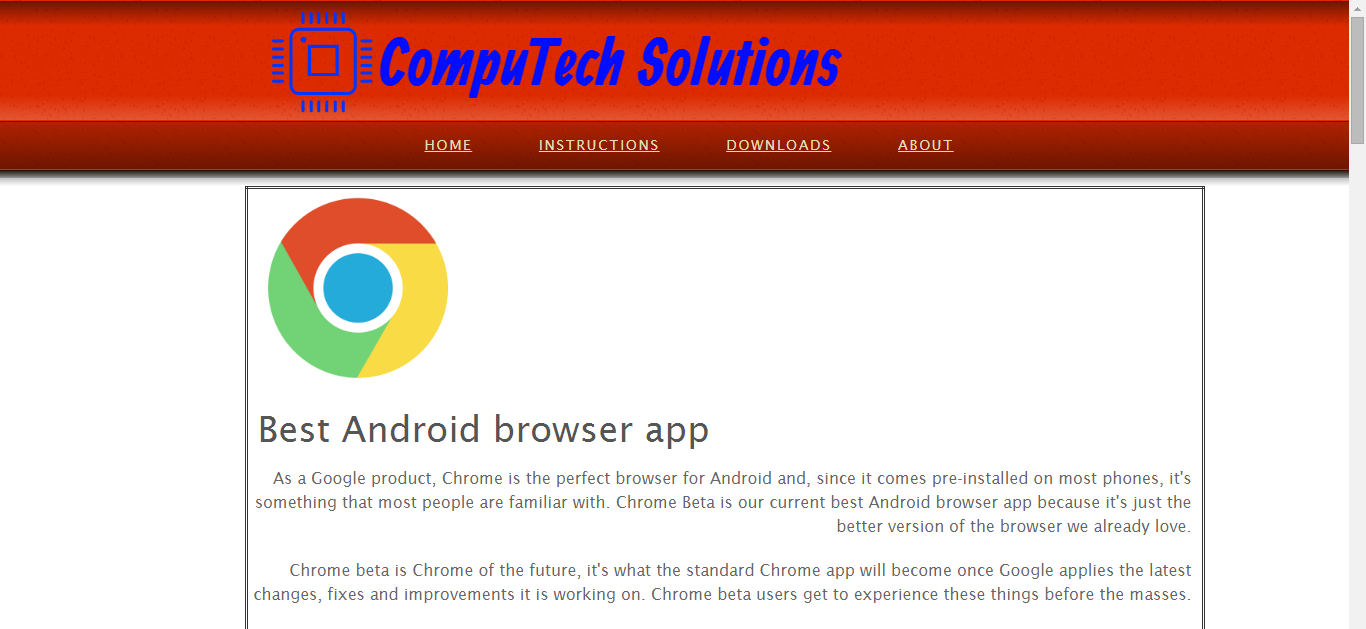 CompuTech Solutions
HOME INSTRUCTIONS DOWNLOADS ABOUT
Best Android browser app
As a Google product, Chrome is the perfect browser for Android and, since it comes pre-installed on most phones, it's
something that most people are familiar with. Chrome Beta is our current best Android browser app because it's just the
better version of the browser we already love.
Chrome beta is Chrome of the future, it's what the standard Chrome app will become once Google applies the latest
changes, fixes and improvements it is working on. Chrome beta users get to experience these things before the masses.